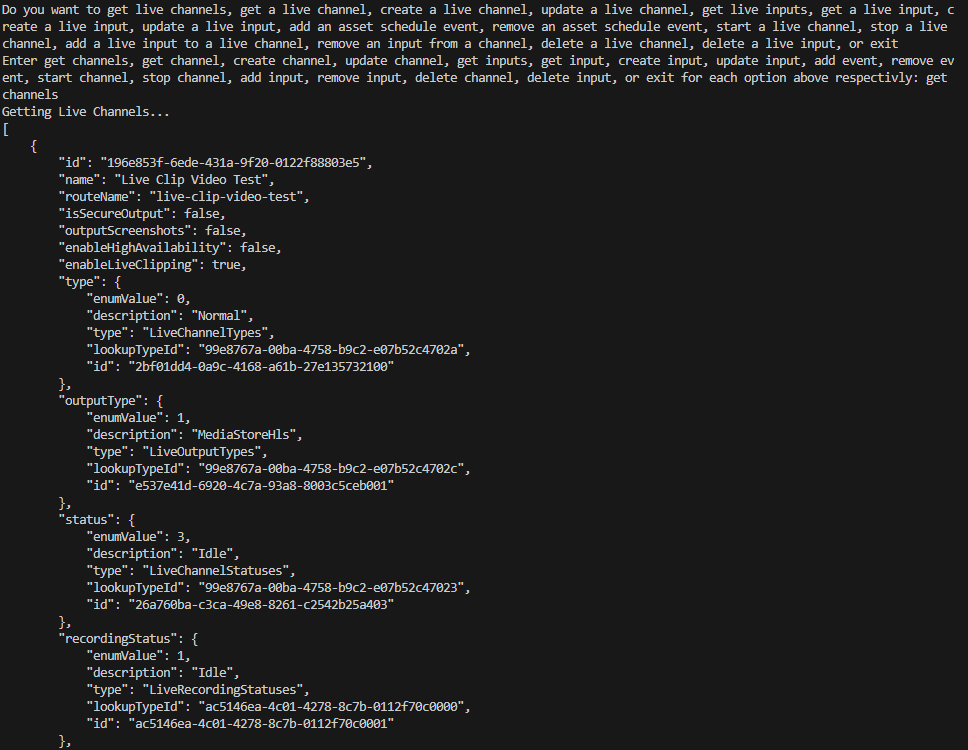 Do you want to get live channels, get a live channel, create a live channel, update a live channel, get live inputs, get a live input, c
reate a live input, update a live input, add an asset schedule event, remove an asset schedule event, start a live channel, stop a live
channel, add a live input to a live channel, remove an input from a channel, delete a live channel, delete a live input, or exit
Enter get channels, get channel, create channel, update channel, get inputs, get input, create input, update input, add event, remove ev
ent, start channel, stop channel, add input, remove input, delete channel, delete input, or exit for each option above respectivly: get
channels
Getting Live Channels...
[
    {
        "id": "196e853f-6ede-431a-9f20-0122f88803e5",
        "name": "Live Clip Video Test",
        "routeName": "live-clip-video-test",
        "isSecureOutput": false,
        "outputScreenshots": false,
        "enableHighAvailability": false,
        "enableLiveClipping": true,
        "type": {
            "enumValue": 0,
            "description": "Normal",
            "type": "LiveChannelTypes",
            "lookupTypeId": "99e8767a-00ba-4758-b9c2-e07b52c4702a",
            "id": "2bf01dd4-0a9c-4168-a61b-27e135732100"
        },
        "outputType": {
            "enumValue": 1,
            "description": "MediaStoreHls",
            "type": "LiveOutputTypes",
            "lookupTypeId": "99e8767a-00ba-4758-b9c2-e07b52c4702c",
            "id": "e537e41d-6920-4c7a-93a8-8003c5ceb001"
        },
        "status": {
            "enumValue": 3,
            "description": "Idle",
            "type": "LiveChannelStatuses",
            "lookupTypeId": "99e8767a-00ba-4758-b9c2-e07b52c47023",
            "id": "26a760ba-c3ca-49e8-8261-c2542b25a403"
        },
        "recordingStatus": {
            "enumValue": 1,
            "description": "Idle",
            "type": "LiveRecordingStatuses",
            "lookupTypeId": "ac5146ea-4c01-4278-8c7b-0112f70c0000",
            "id": "ac5146ea-4c01-4278-8c7b-0112f70c0001"
        },